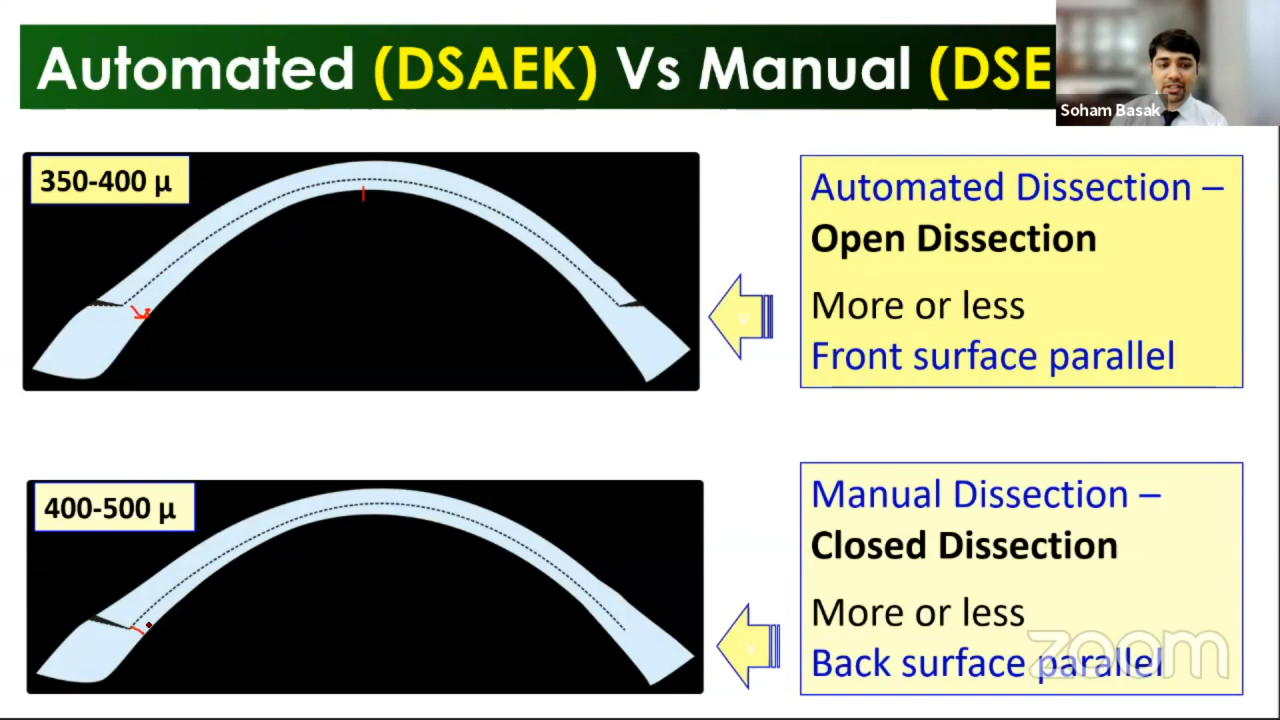 Automated (DSAEK) Vs Manual (DSE
Soham Basak
350-400 µ
Automated Dissection –
Open Dissection
More or less
Front surface parallel
v
400-500 µ
Manual Dissection –
Closed Dissection
More or less
Back surface parallel
v
zoom